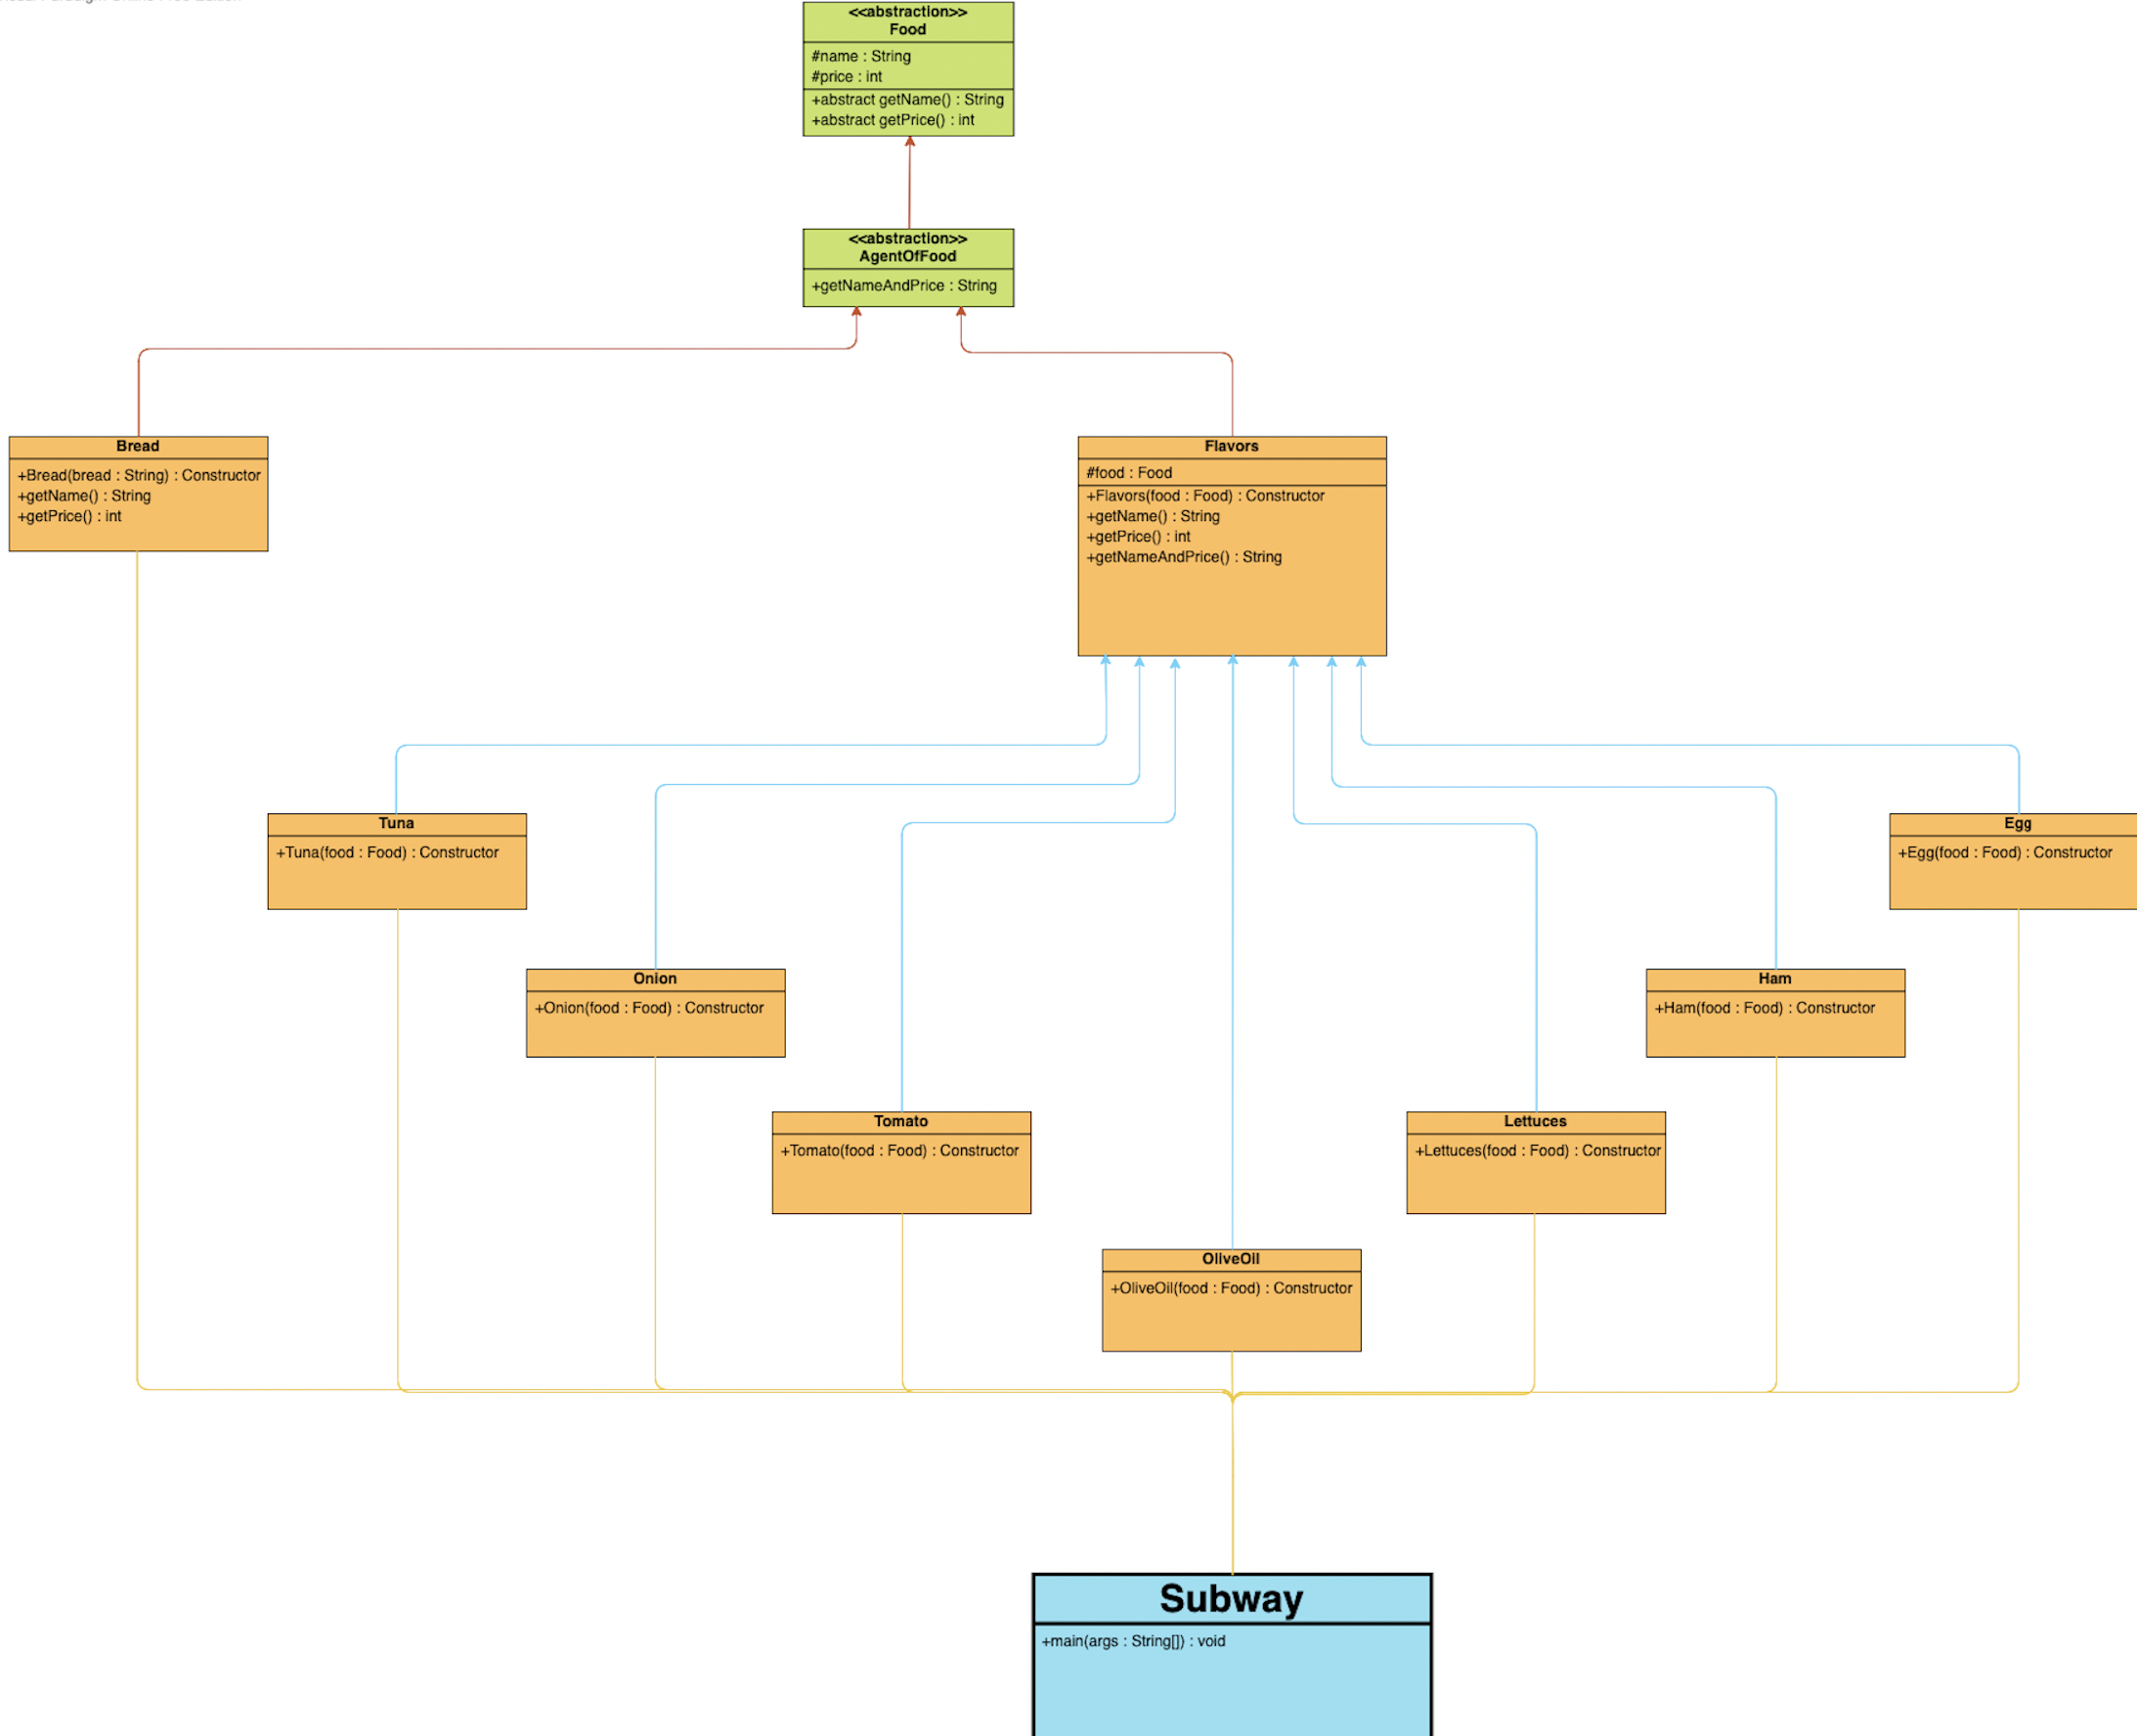 <<abstraction>>
Food
#name : String
#price : int
+abstract getName() : String
+abstract getPrice() : int
<<abstraction>>
AgentOfFood
+getNameAndPrice : String
Bread
+Bread(bread : String) : Constructor
+getName() : String
+getPrice() : int
Flavors
#food : Food
+Flavors(food : Food) : Constructor
+getName() : String
+getPrice() : int
+getNameAndPrice() : String
Tuna
+Tuna(food : Food) : Constructor
Egg
+Egg(food : Food) : Constructor
Onion
+Onion(food : Food) : Constructor
Ham
+Ham(food : Food) : Constructor
Tomato
+Tomato(food : Food) : Constructor
Lettuces
+Lettuces(food : Food) : Constructor
OliveOil
+OliveOil(food : Food) : Constructor
Subway
+main(args : String[]) : void